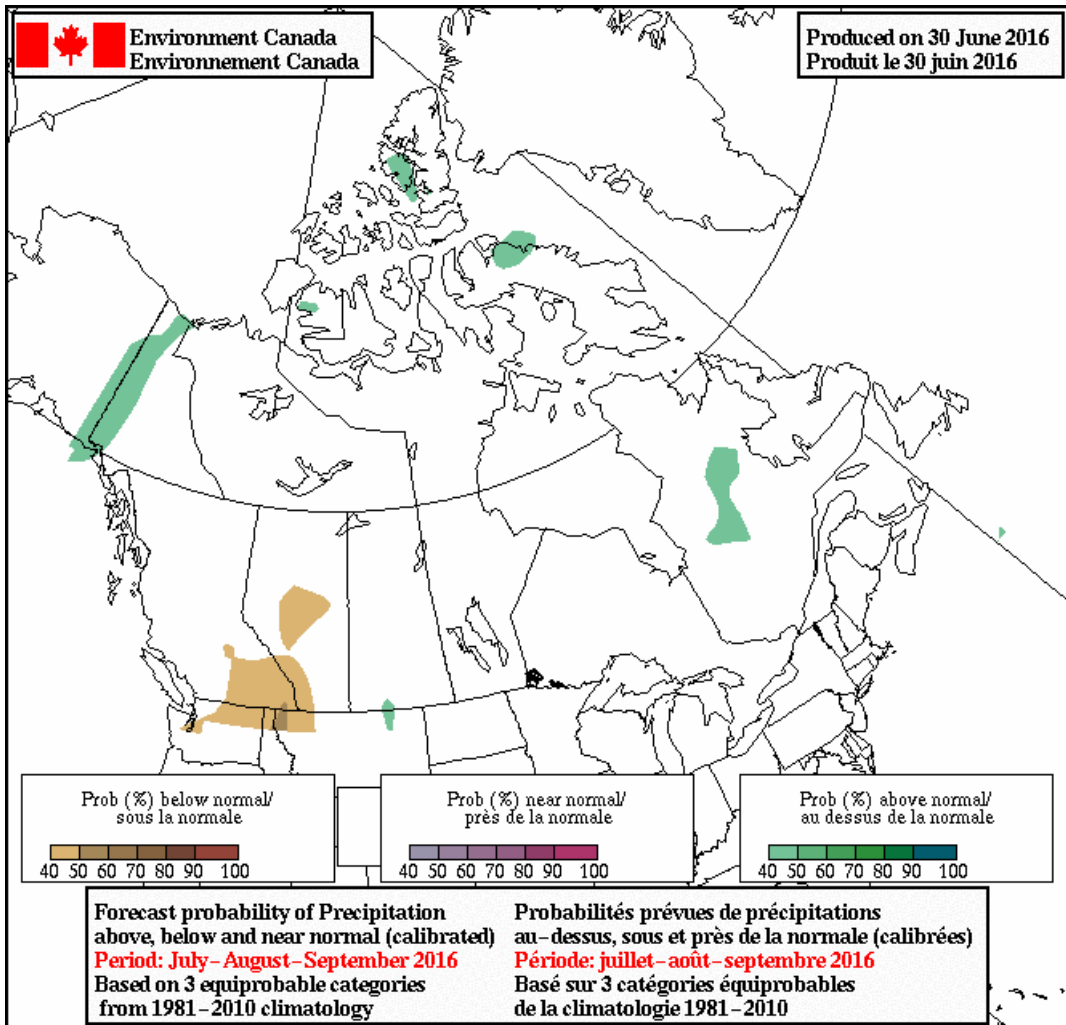 Environment Canada
Environnement Canada
Produced on 30 June 2016
Produit le 30 juin 2016
Prob (%) below normal/
sous la normale
40 50 60 70 80 90 100
Prob (%) near normal/
près de la normale
40 50 60 70 80 90 100
Prob (%) above normal/
au dessus de la normale
40 50 60 70 80 90 100
Forecast probability of Precipitation
above, below and near normal (calibrated)
Period: July-August-September 2016
Based on 3 equiprobable categories
from 1981-2010 climatology
Probabilités prévues de précipitations
au-dessus, sous et près de la normale (calibrées)
Période: juillet-août-septembre 2016
Basé sur 3 catégories équiprobables
de la climatologie 1981-2010